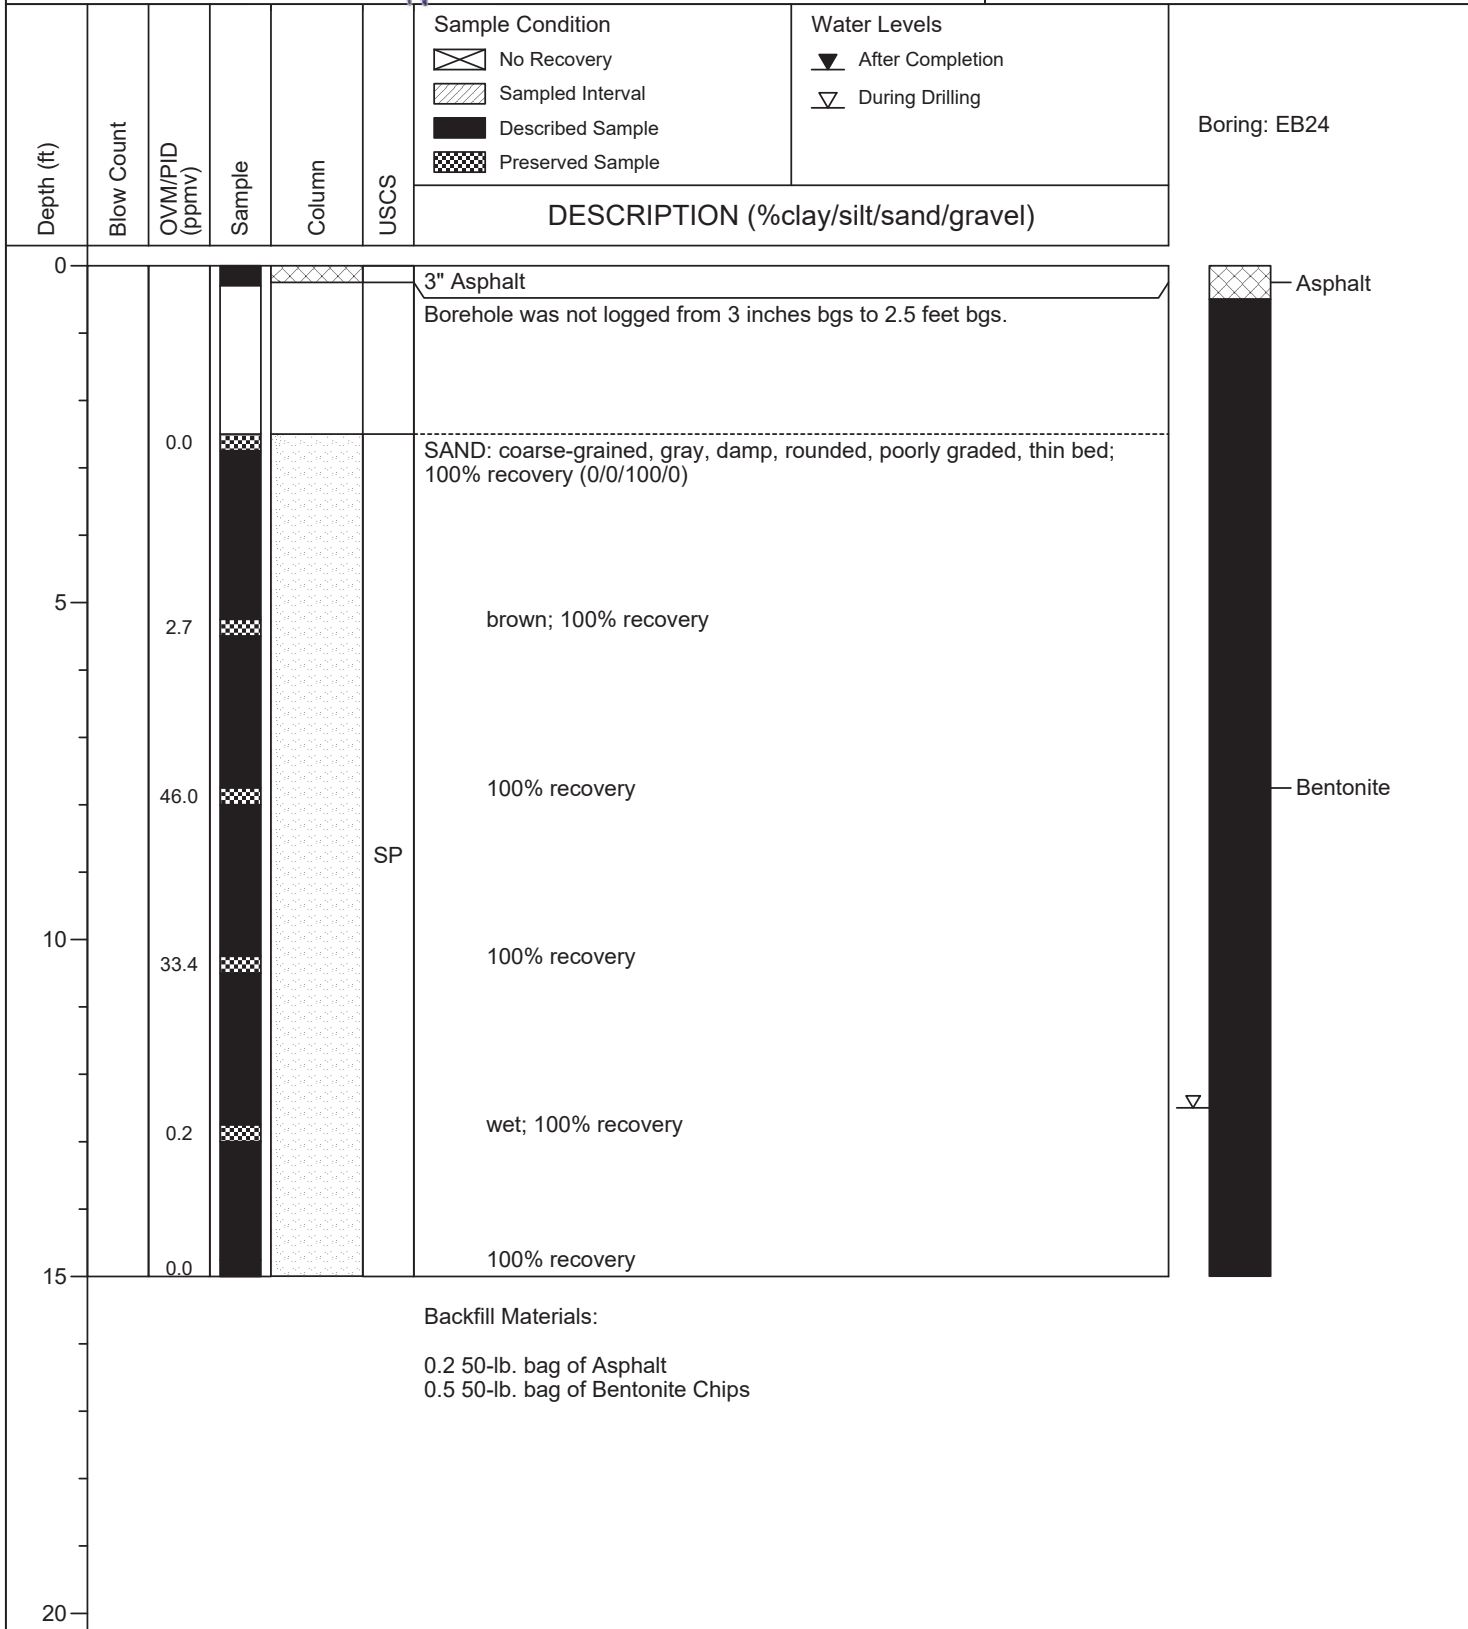 Sample Condition
No Recovery
Sampled Interval
Described Sample
Preserved Sample
Water Levels
After Completion
During Drilling
Boring: EB24
Depth (ft)
Blow Count
OVM/PID
(ppmv)
Sample
Column
USCS
DESCRIPTION (%clay/silt/sand/gravel)
0
3" Asphalt
Asphalt
Borehole was not logged from 3 inches bgs to 2.5 feet bgs.
0.0
SAND: coarse-grained, gray, damp, rounded, poorly graded, thin bed;
100% recovery (0/0/100/0)
5
2.7
brown; 100% recovery
46.0
100% recovery
Bentonite
SP
10
33.4
100% recovery
0.2
wet; 100% recovery
0.0
100% recovery
15
Backfill Materials:
0.2 50-lb. bag of Asphalt
0.5 50-lb. bag of Bentonite Chips
20